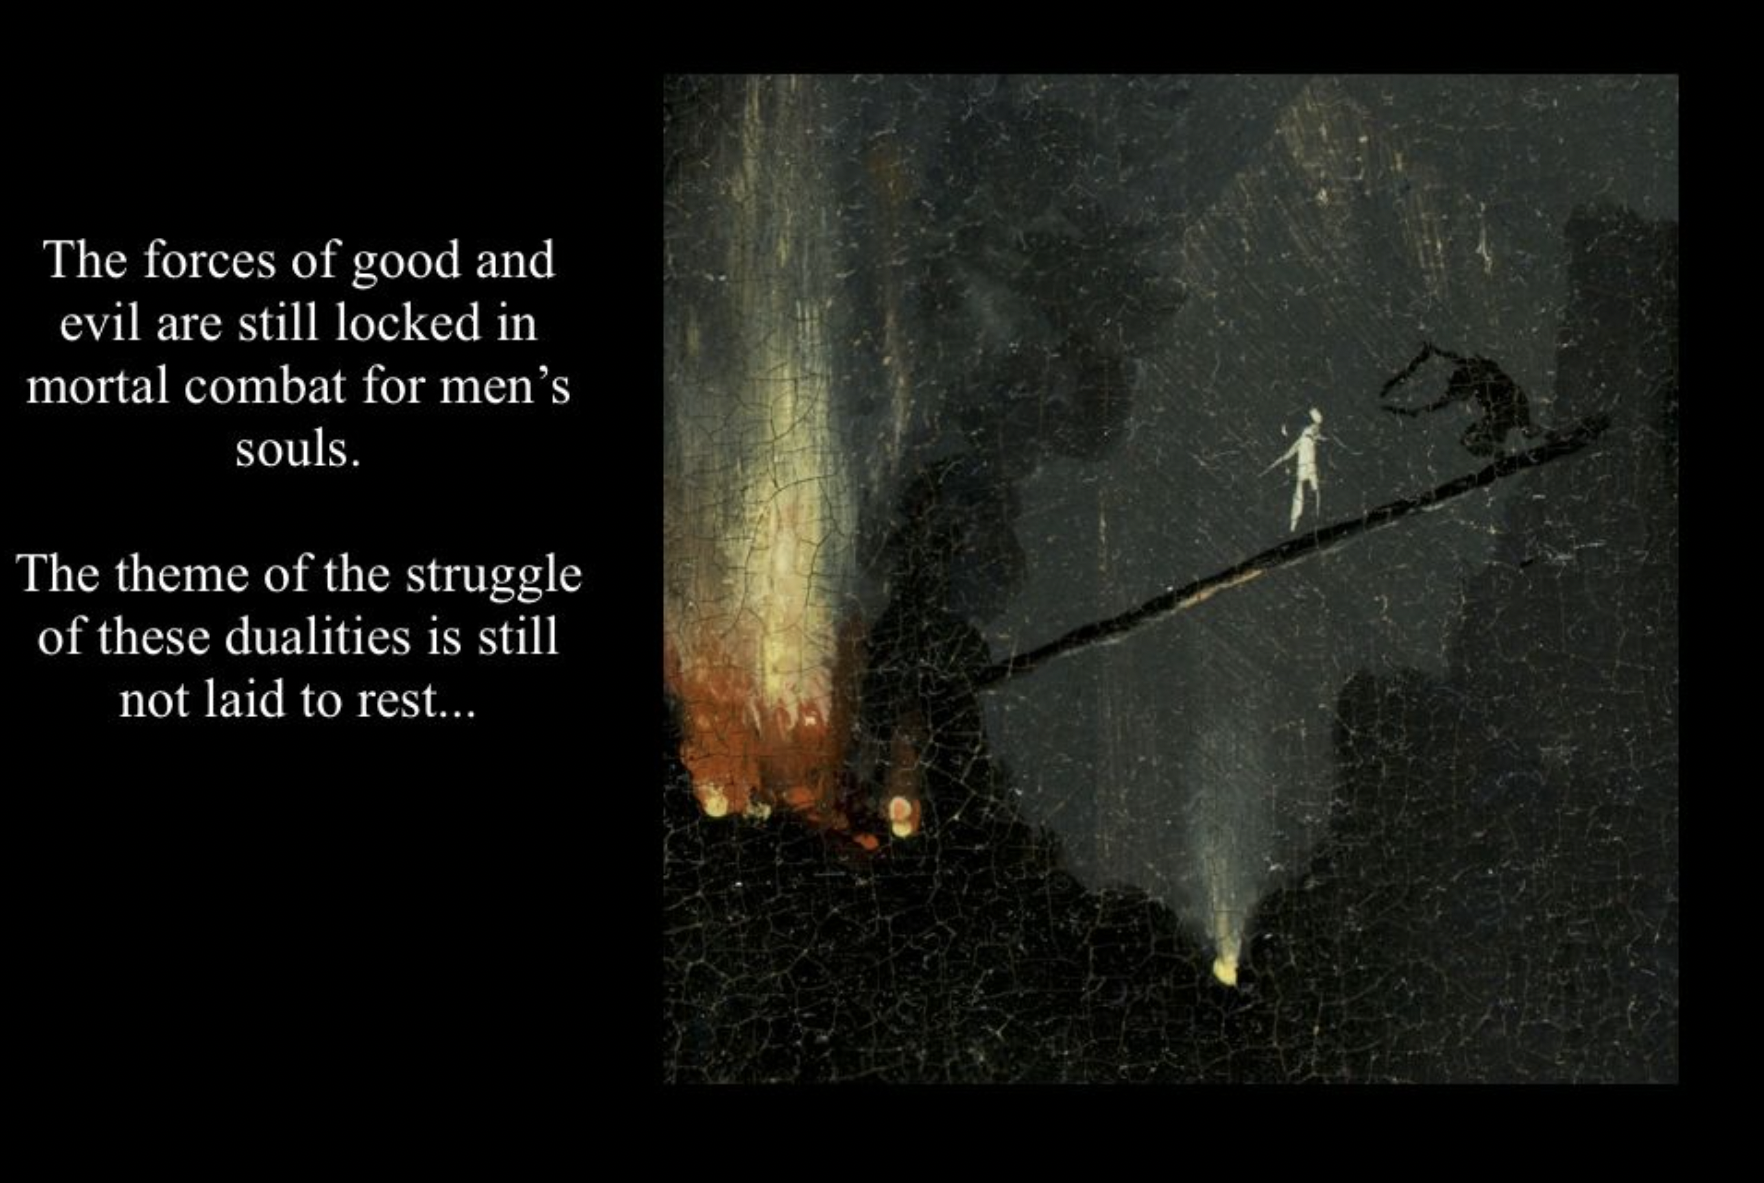 The forces of good and
evil are still locked in
mortal combat for men’s
souls.
The theme of the struggle
of these dualities is still
not laid to rest...